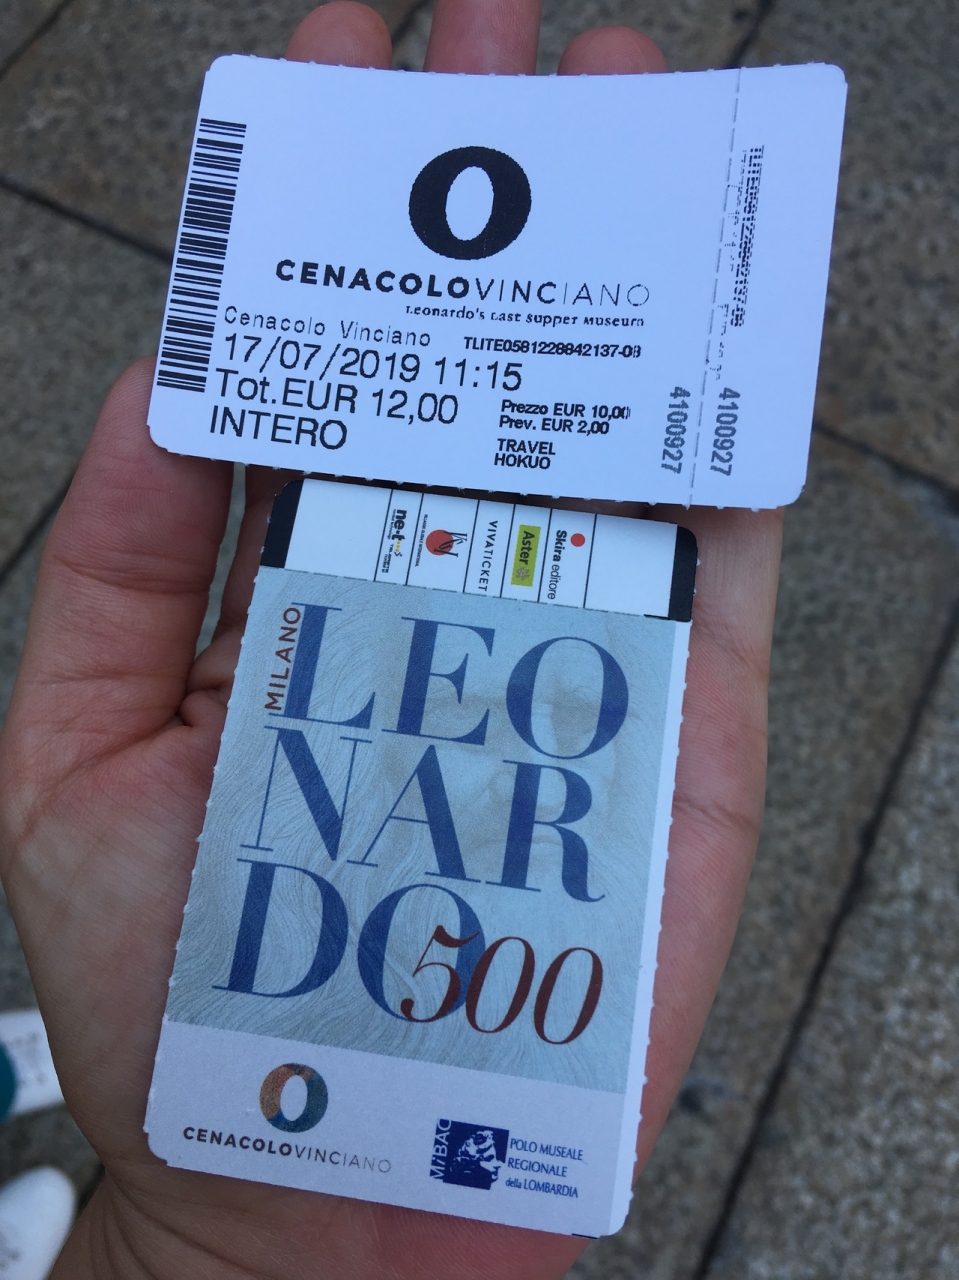 CENACOLOVINCIANO
Leonardo's Last Supper Museum
Cenacolo Vinciano
TLITE0581226842137-08
17/07/2019 11:15
Tot.EUR 12,00
Prezzo EUR 10,00
Prev. EUR 2,00
INTERO
TRAVEL
HOKUO
4100927
4100927
ne-t
VIVATICKET
Aster
Skira editore
MILANO
LEO
NAR
DO
500
CENACOLOVINCIANO
MiBAC
POLO MUSEALE
REGIONALE
della LOMBARDIA